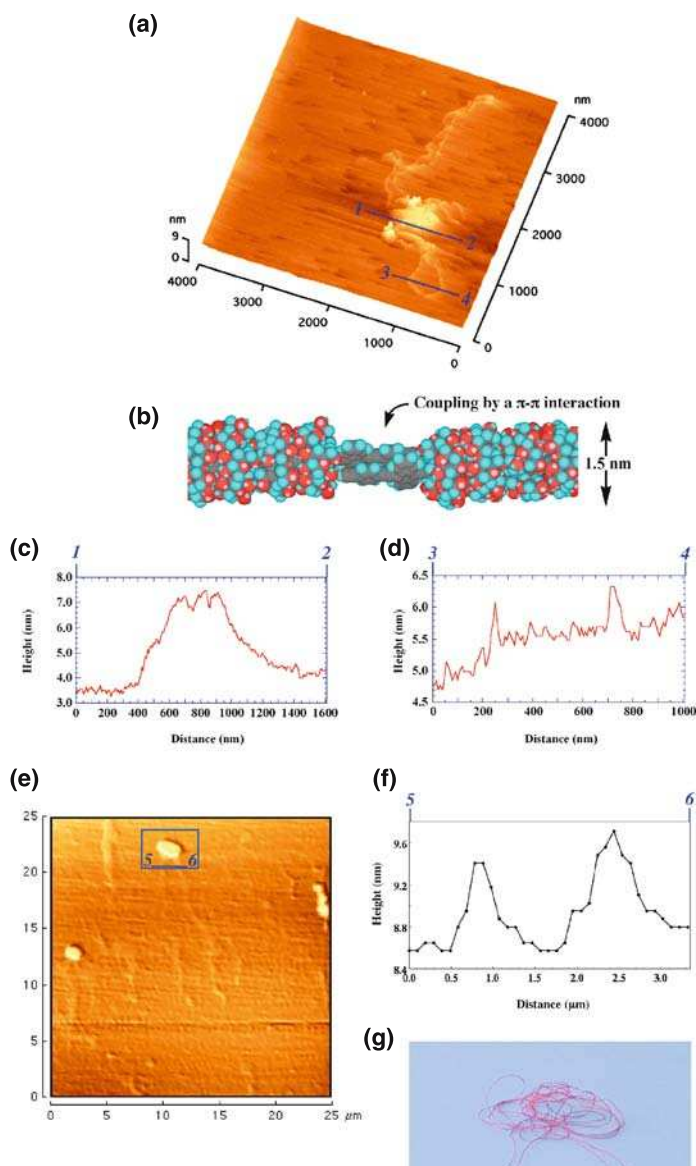 (a)
nm
4000
3000
2000
1000
0
nm
9
0
4000
3000
2000
1000
0
1
2
3
4
(b)
Coupling by a π-π interaction
1.5 nm
(c)
1 2
8.0
7.0
6.0
5.0
4.0
3.0
Height (nm)
0 200 400 600 800 1000 1200 1400 1600
Distance (nm)
(d)
3 4
6.5
6.0
5.5
5.0
4.5
Height (nm)
0 200 400 600 800 1000
Distance (nm)
(e)
25
20
15
10
5
0
5 6
0 5 10 15 20 25 μm
(f)
5 6
9.6
9.2
8.8
8.4
Height (nm)
0.0 0.5 1.0 1.5 2.0 2.5 3.0
Distance (μm)
(g)